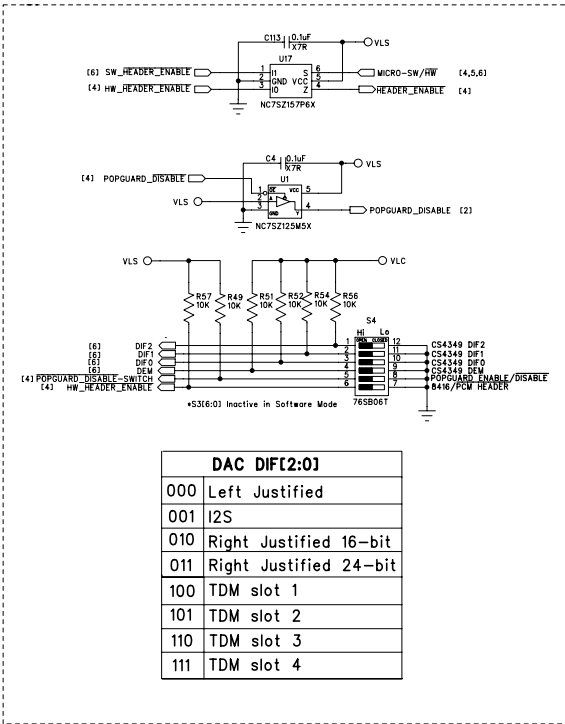 C113 0.1uF
X7R
VLS
U17
[6] SW_HEADER_ENABLE 1 I1 S 6 MICRO-SW/HW [4,5,6]
2 GND VCC 5
[4] HW_HEADER_ENABLE 3 I0 Z 4 HEADER_ENABLE [4]
NC7SZ157P6X
C4 0.1uF
X7R
VLS
U1
[4] POPGUARD_DISABLE
1 OE VCC 5
VLS 2 A
3 GND Y 4 POPGUARD_DISABLE [2]
NC7SZ125M5X
VLS VLC
R57 R49 R51 R52 R54 R56
10K 10K 10K 10K 10K 10K
S4
Hi Lo
OPEN CLOSED
[6] DIF2 1 12 CS4349 DIF2
[6] DIF1 2 11 CS4349 DIF1
[6] DIF0 3 10 CS4349 DIF0
[6] DEM 4 9 CS4349 DEM
[4] POPGUARD_DISABLE-SWITCH 5 8 POPGUARD ENABLE/DISABLE
[4] HW_HEADER_ENABLE 6 7 8416/PCM HEADER
*S3[6:0] Inactive in Software Mode
76SB06T
DAC DIF[2:0]
000 Left Justified
001 I2S
010 Right Justified 16-bit
011 Right Justified 24-bit
100 TDM slot 1
101 TDM slot 2
110 TDM slot 3
111 TDM slot 4